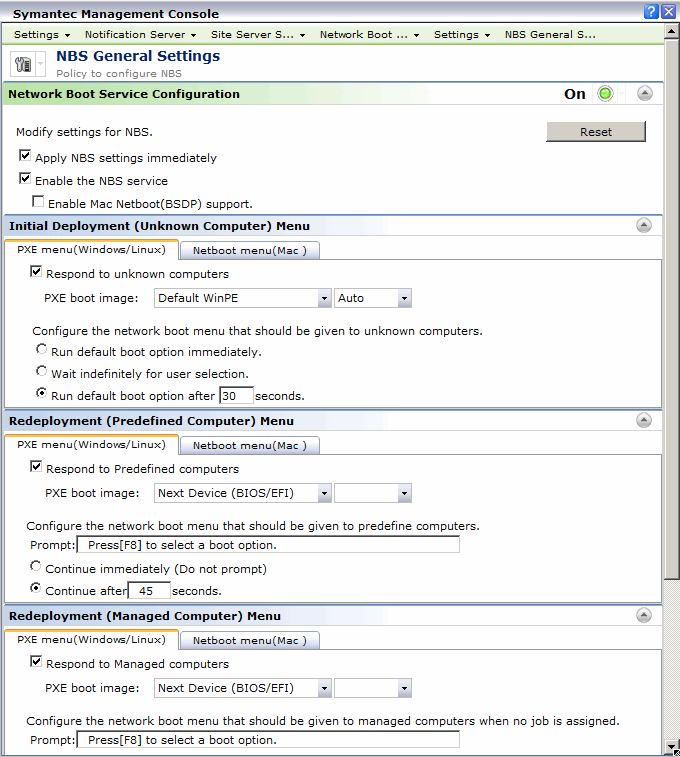 Symantec Management Console
Settings Notification Server Site Server S... Network Boot ... Settings NBS General S...
NBS General Settings
Policy to configure NBS
Network Boot Service Configuration On
Modify settings for NBS.
Reset
Apply NBS settings immediately
Enable the NBS service
Enable Mac Netboot(BSDP) support.
Initial Deployment (Unknown Computer) Menu
PXE menu(Windows/Linux) Netboot menu(Mac )
Respond to unknown computers
PXE boot image: Default WinPE Auto
Configure the network boot menu that should be given to unknown computers.
Run default boot option immediately.
Wait indefinitely for user selection.
Run default boot option after 30 seconds.
Redeployment (Predefined Computer) Menu
PXE menu(Windows/Linux) Netboot menu(Mac )
Respond to Predefined computers
PXE boot image: Next Device (BIOS/EFI)
Configure the network boot menu that should be given to predefine computers.
Prompt: Press[F8] to select a boot option.
Continue immediately (Do not prompt)
Continue after 45 seconds.
Redeployment (Managed Computer) Menu
PXE menu(Windows/Linux) Netboot menu(Mac )
Respond to Managed computers
PXE boot image: Next Device (BIOS/EFI)
Configure the network boot menu that should be given to managed computers when no job is assigned.
Prompt: Press[F8] to select a boot option.